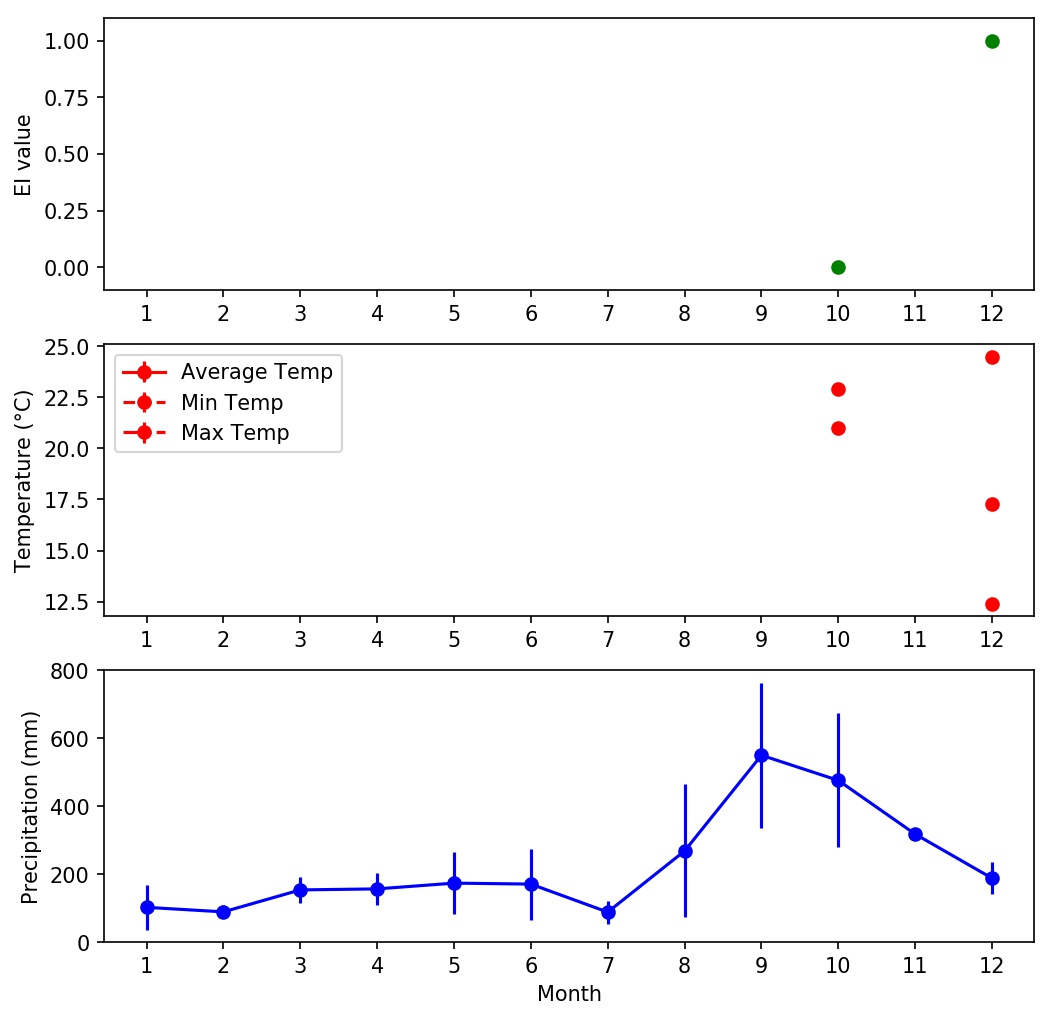 EI value
1.00
0.75
0.50
0.25
0.00
1 2 3 4 5 6 7 8 9 10 11 12
Temperature (°C)
25.0
22.5
20.0
17.5
15.0
12.5
Average Temp
Min Temp
Max Temp
1 2 3 4 5 6 7 8 9 10 11 12
Precipitation (mm)
800
600
400
200
0
1 2 3 4 5 6 7 8 9 10 11 12
Month